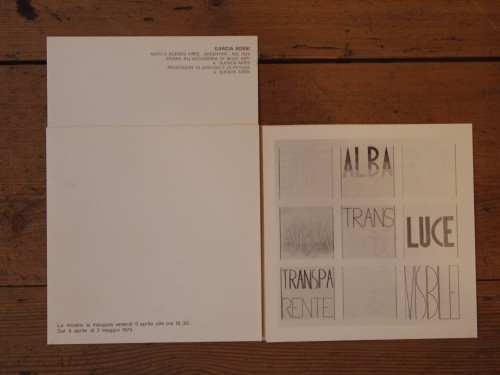 GARCIA ROSSI
NATO A BUENOS AIRES - ARGENTINA - NEL 1929
STUDIA ALL'ACCADEMIA DI BELLE ARTI
A BUENOS AIRES
PROFESSORE DI DISEGNO E DI PITTURA
A BUENOS AIRES
La mostra si inaugura venerdì 5 aprile alle ore 18,30.
Dal 5 aprile al 2 maggio 1974.
ALBA
TRANS
LUCE
TRANSPA
RENTE
VISIBILE